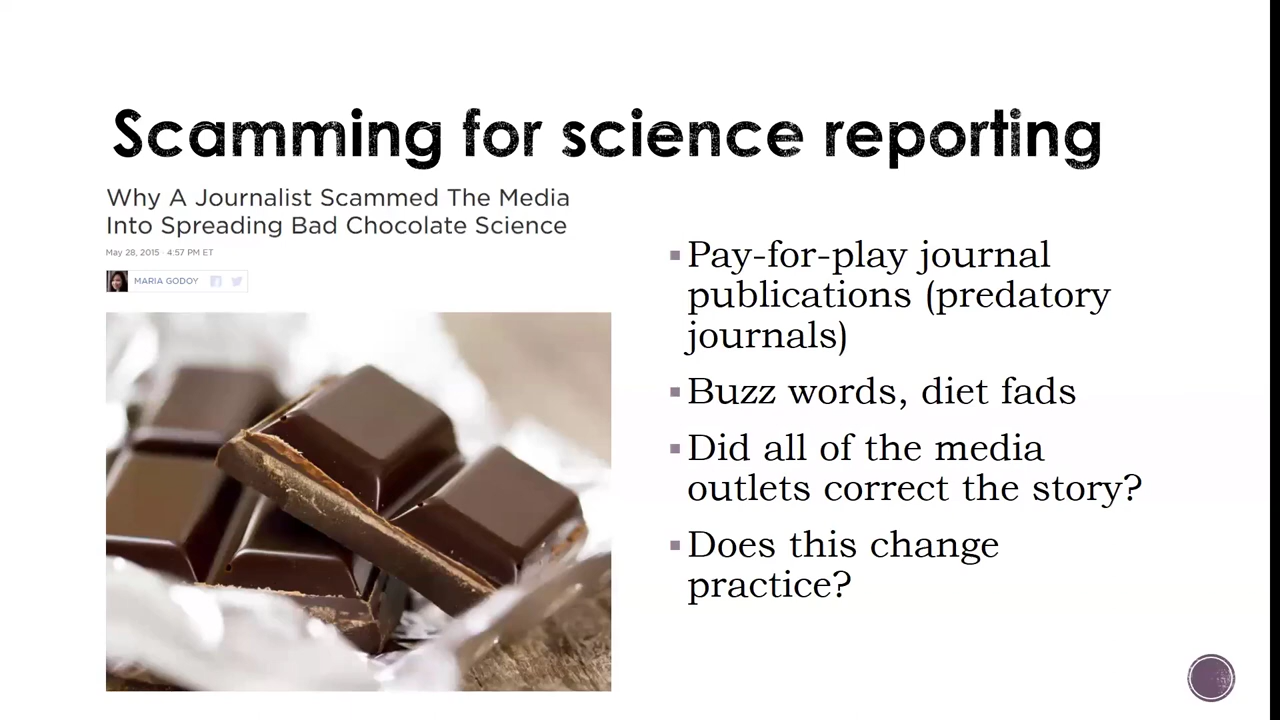 Scamming for science reporting
Why A Journalist Scammed The Media
Into Spreading Bad Chocolate Science
May 28, 2015 · 4:57 PM ET
MARIA GODOY
▪ Pay-for-play journal
publications (predatory
journals)
▪ Buzz words, diet fads
▪ Did all of the media
outlets correct the story?
▪ Does this change
practice?